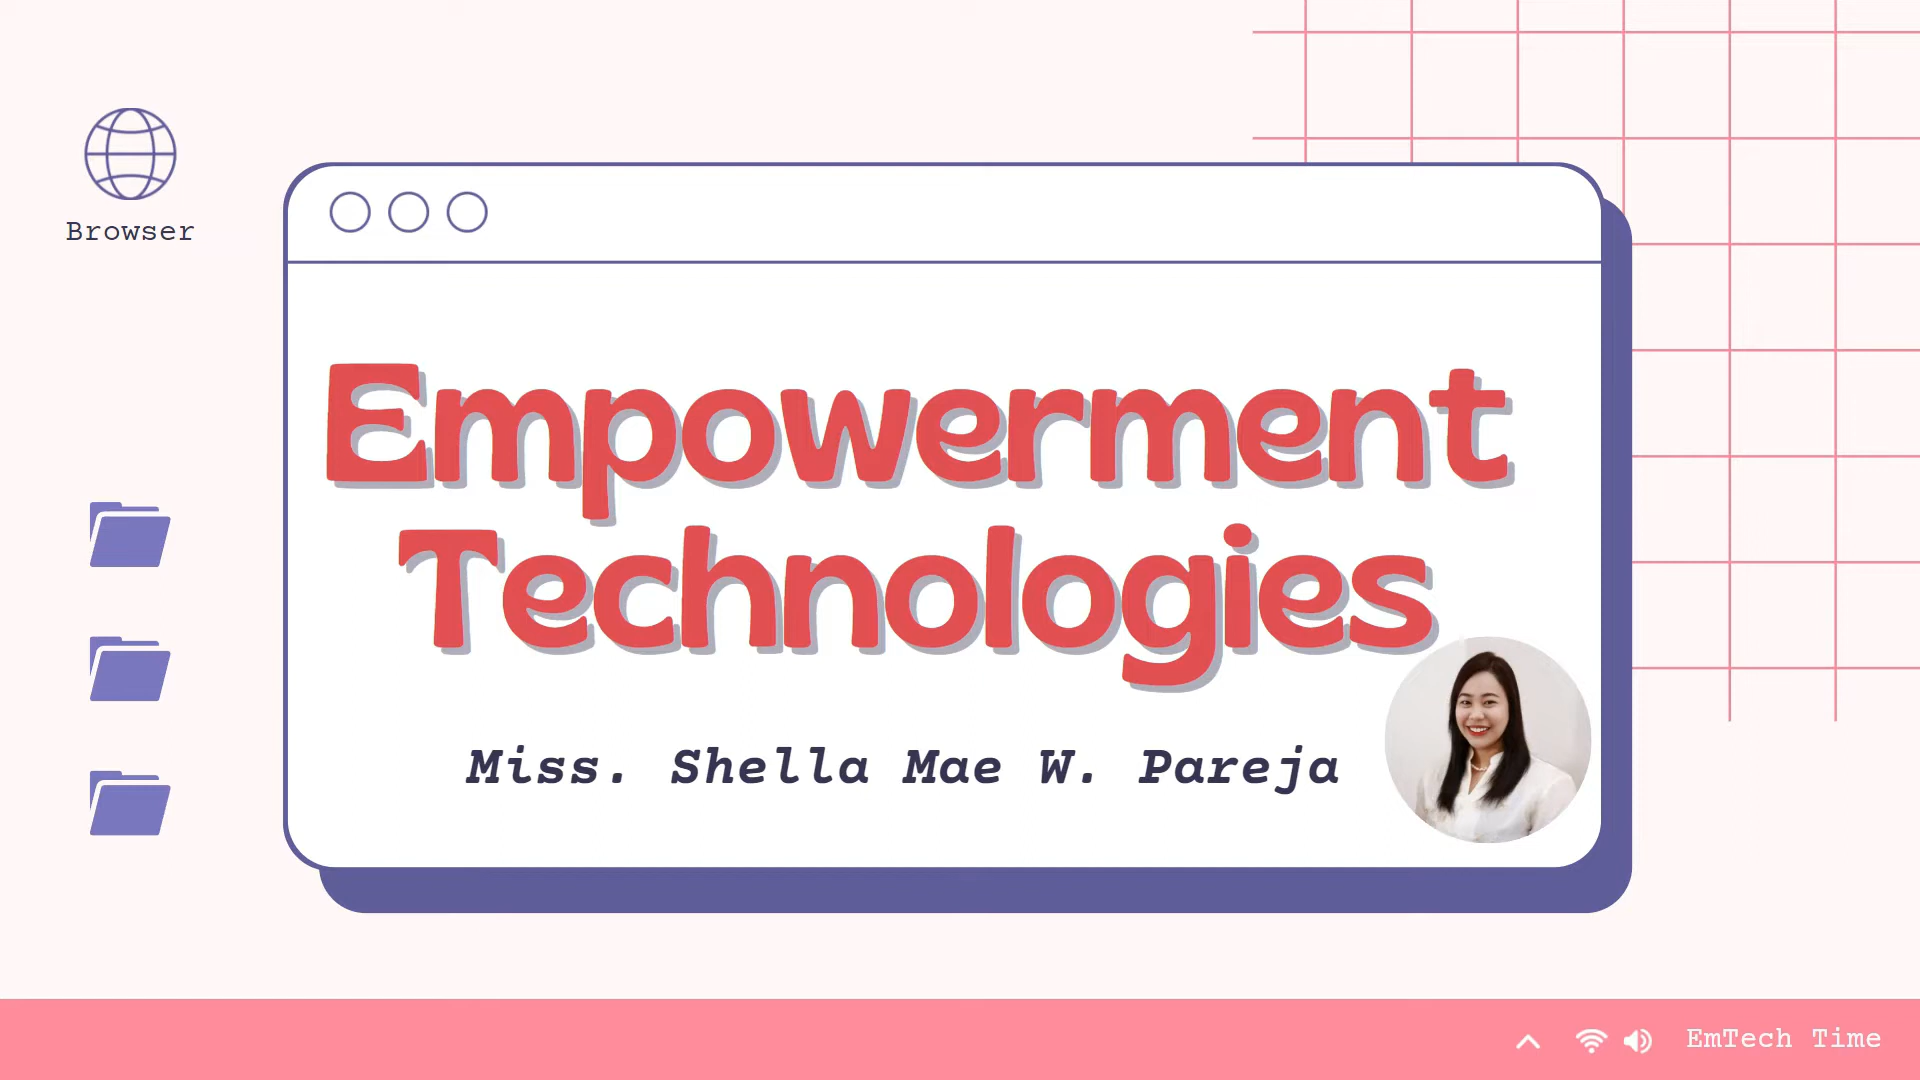 Browser
Empowerment
Technologies
Miss. Shella Mae W. Pareja
EmTech Time